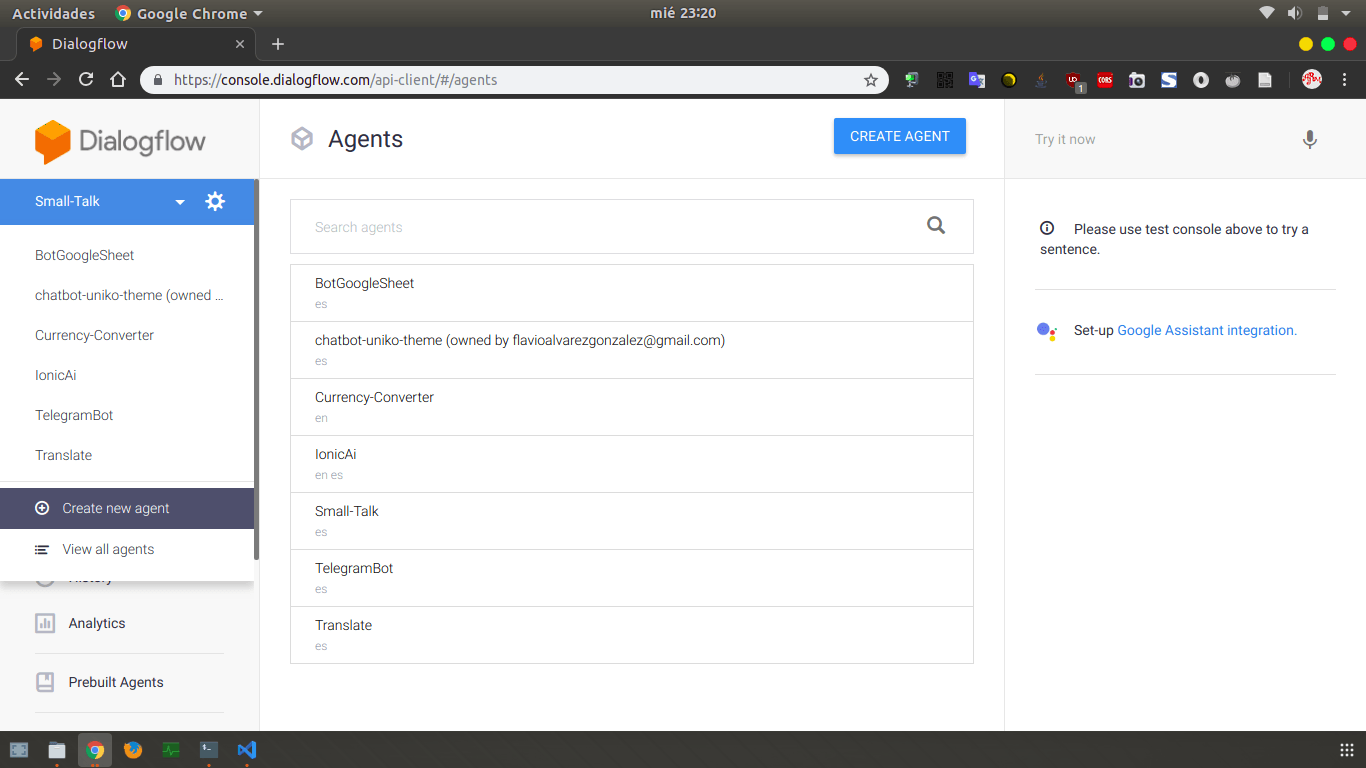 Actividades
Google Chrome
mié 23:20
Dialogflow
https://console.dialogflow.com/api-client/#/agents
1
CORS
Dialogflow
Agents
CREATE AGENT
Try it now
Small-Talk
BotGoogleSheet
chatbot-uniko-theme (owned ...
Currency-Converter
IonicAi
TelegramBot
Translate
Create new agent
View all agents
History
Analytics
Prebuilt Agents
Search agents
BotGoogleSheet
es
chatbot-uniko-theme (owned by flavioalvarezgonzalez@gmail.com)
es
Currency-Converter
en
IonicAi
en es
Small-Talk
es
TelegramBot
es
Translate
es
Please use test console above to try a
sentence.
Set-up Google Assistant integration.